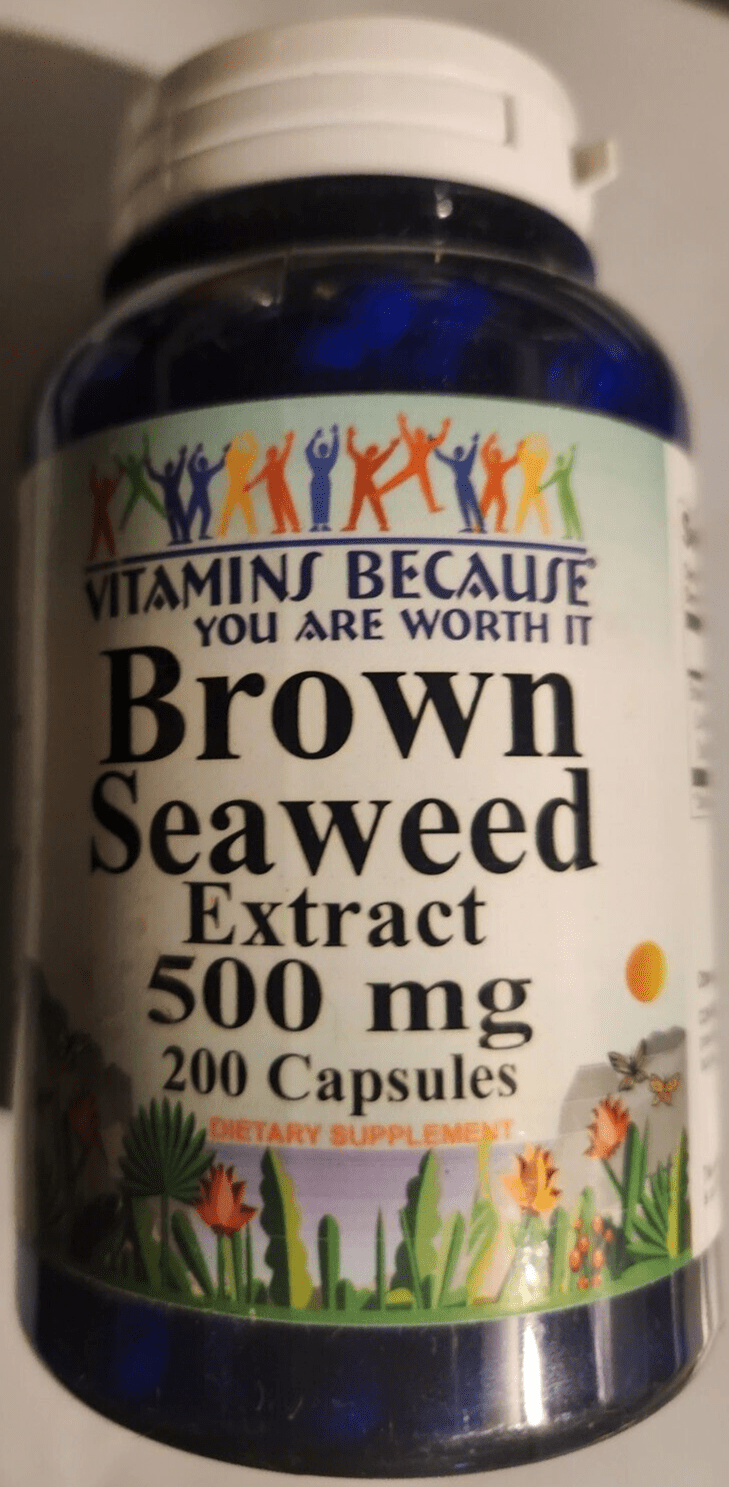 VITAMINS BECAUSE
YOU ARE WORTH IT
Brown
Seaweed
Extract
500 mg
200 Capsules
DIETARY SUPPLEMENT